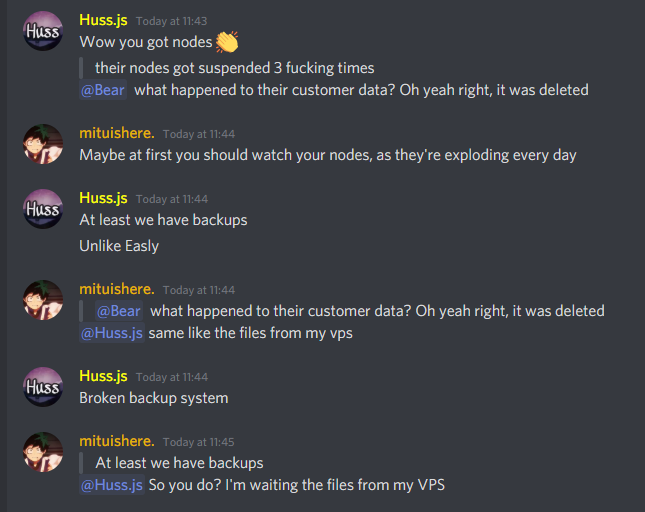 Huss
Huss.js Today at 11:43
Wow you got nodes 👏
their nodes got suspended 3 fucking times
@Bear what happened to their customer data? Oh yeah right, it was deleted
mituishere. Today at 11:44
Maybe at first you should watch your nodes, as they're exploding every day
Huss
Huss.js Today at 11:44
At least we have backups
Unlike Easly
mituishere. Today at 11:44
@Bear what happened to their customer data? Oh yeah right, it was deleted
@Huss.js same like the files from my vps
Huss
Huss.js Today at 11:44
Broken backup system
mituishere. Today at 11:45
At least we have backups
@Huss.js So you do? I'm waiting the files from my VPS